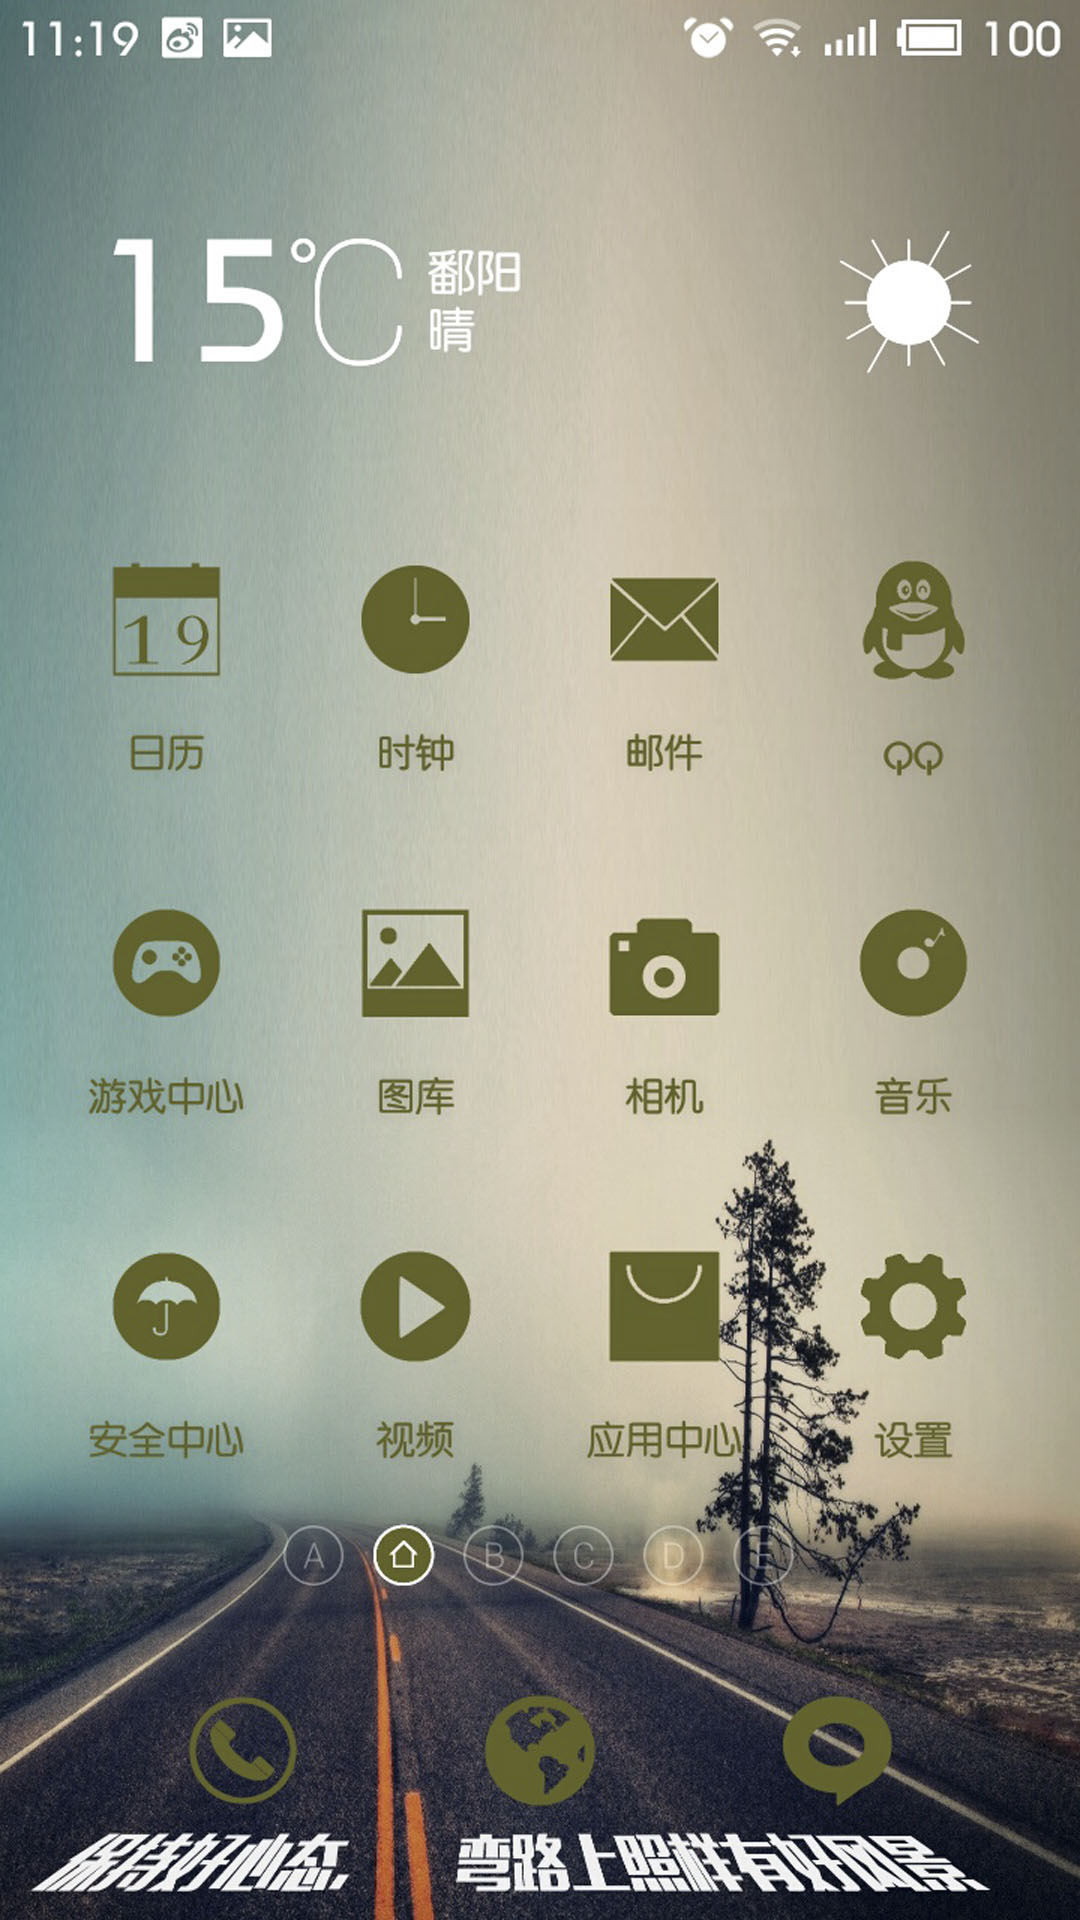 11:19 100
15℃ 鄱阳
晴
19
日历 时钟 邮件 QQ
游戏中心 图库 相机 音乐
安全中心 视频 应用中心 设置
A B C D E
保持好心态, 弯路上照样有好风景.